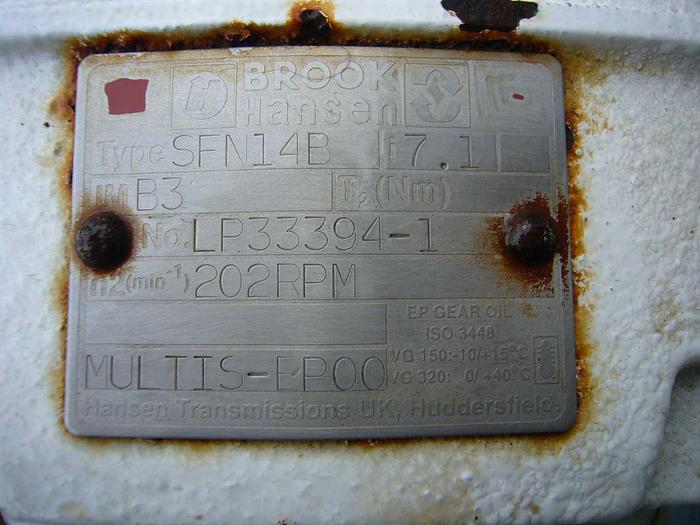 BROOK
Hansen
Type SFN14B i 7.1
IM B3 T₂(Nm)
No. LP33394-1
n2(min⁻¹) 202RPM
EP GEAR OIL
ISO 3448
VG 150:-10/+15°C
MULTIS-EP00 VG 320: 0/ +40°C
Hansen Transmissions UK, Huddersfield.